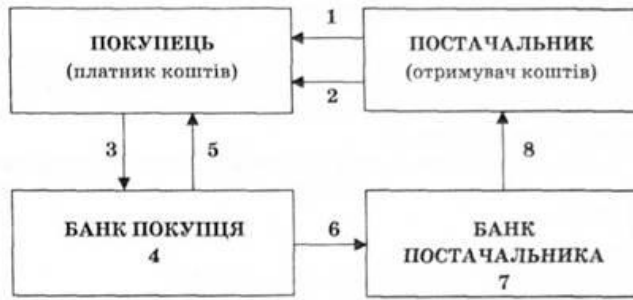 1
ПОКУПЕЦЬ
(платник коштів)
ПОСТАЧАЛЬНИК
(отримувач коштів)
2
3
5
8
БАНК ПОКУПЦЯ
4
6
БАНК
ПОСТАЧАЛЬНИКА
7